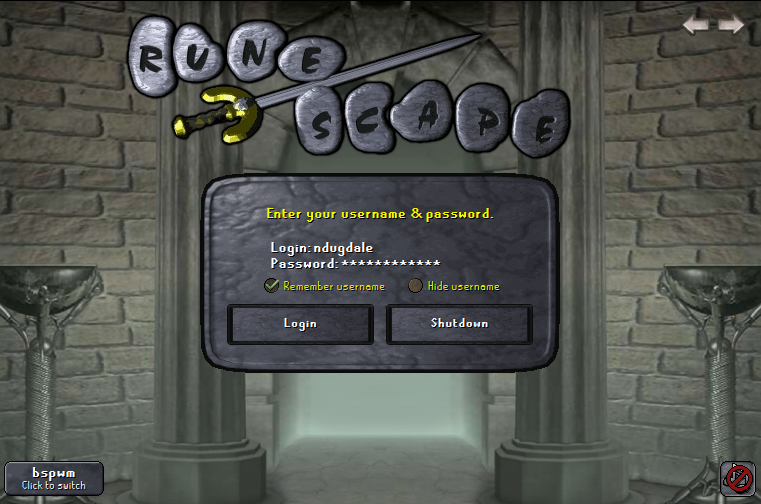 RUNE
SCAPE
Enter your username & password.
Login: ndugdale
Password: ************
Remember username
Hide username
Login
Shutdown
bspwm
Click to switch